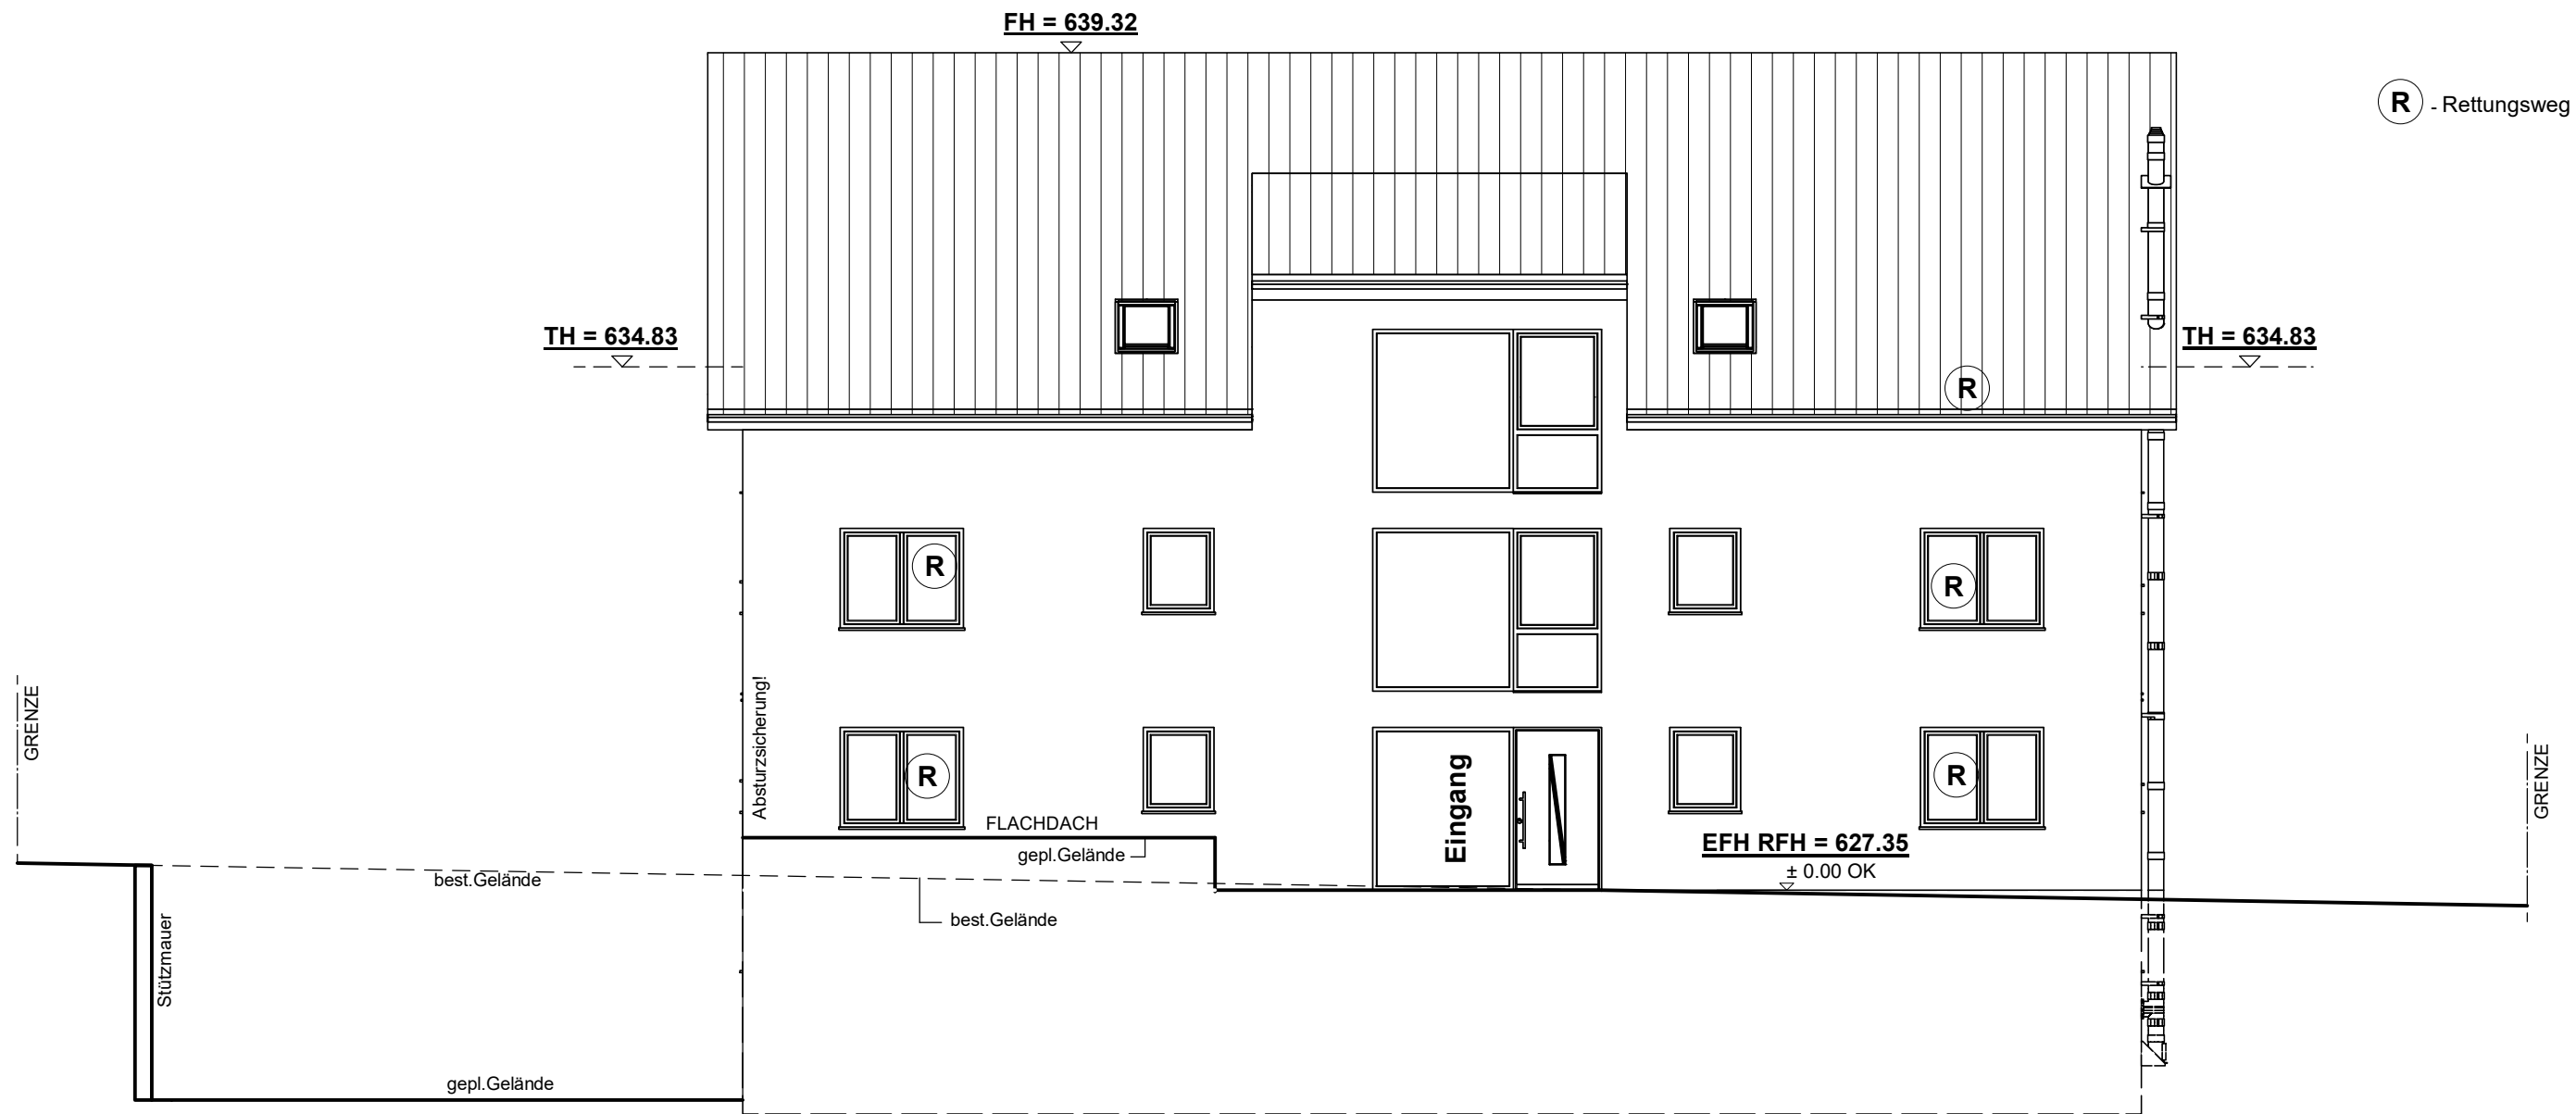 FH = 639.32
R - Rettungsweg
TH = 634.83
TH = 634.83
R
R
R
GRENZE
Absturzsicherung!
GRENZE
R
Eingang
R
FLACHDACH
gepl.Gelände
EFH RFH = 627.35
± 0.00 OK
best.Gelände
best.Gelände
Stützmauer
gepl.Gelände